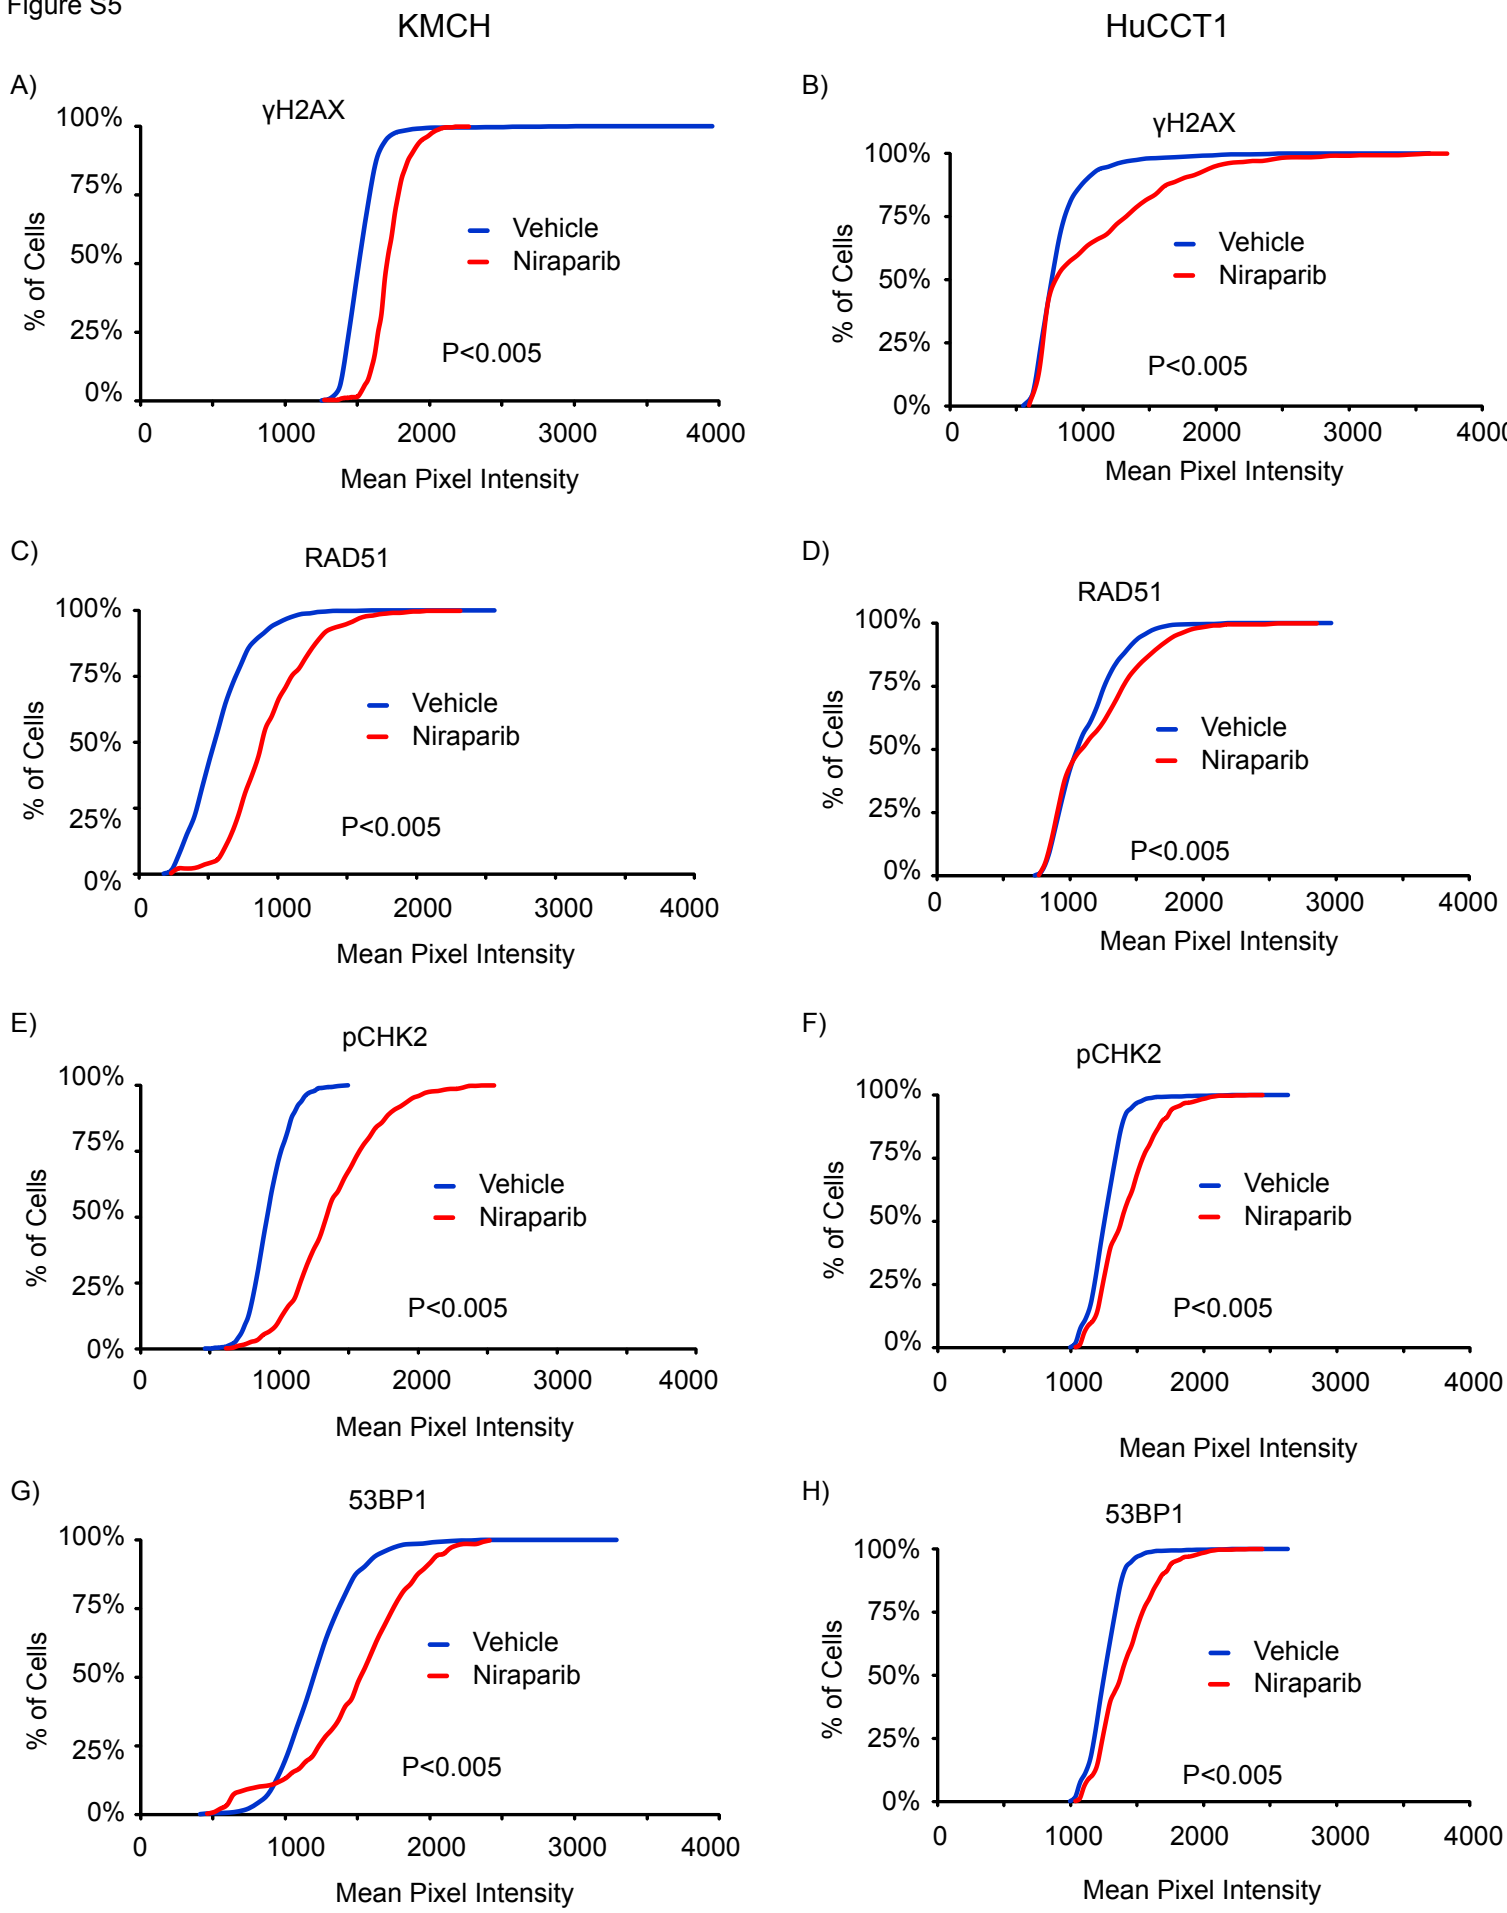 Figure S5
KMCH
HuCCT1
A)
γH2AX
100%
75%
50%
25%
0%
% of Cells
Vehicle
Niraparib
P<0.005
0 1000 2000 3000 4000
Mean Pixel Intensity
B)
γH2AX
100%
75%
50%
25%
0%
% of Cells
Vehicle
Niraparib
P<0.005
0 1000 2000 3000 4000
Mean Pixel Intensity
C)
RAD51
100%
75%
50%
25%
0%
% of Cells
Vehicle
Niraparib
P<0.005
0 1000 2000 3000 4000
Mean Pixel Intensity
D)
RAD51
100%
75%
50%
25%
0%
% of Cells
Vehicle
Niraparib
P<0.005
0 1000 2000 3000 4000
Mean Pixel Intensity
E)
pCHK2
100%
75%
50%
25%
0%
% of Cells
Vehicle
Niraparib
P<0.005
0 1000 2000 3000 4000
Mean Pixel Intensity
F)
pCHK2
100%
75%
50%
25%
0%
% of Cells
Vehicle
Niraparib
P<0.005
0 1000 2000 3000 4000
Mean Pixel Intensity
G)
53BP1
100%
75%
50%
25%
0%
% of Cells
Vehicle
Niraparib
P<0.005
0 1000 2000 3000 4000
Mean Pixel Intensity
H)
53BP1
100%
75%
50%
25%
0%
% of Cells
Vehicle
Niraparib
P<0.005
0 1000 2000 3000 4000
Mean Pixel Intensity